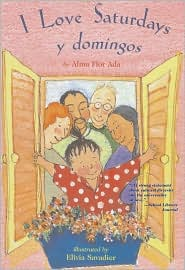 I Love Saturdays
y domingos
by Alma Flor Ada
illustrated by
Elivia Savadier